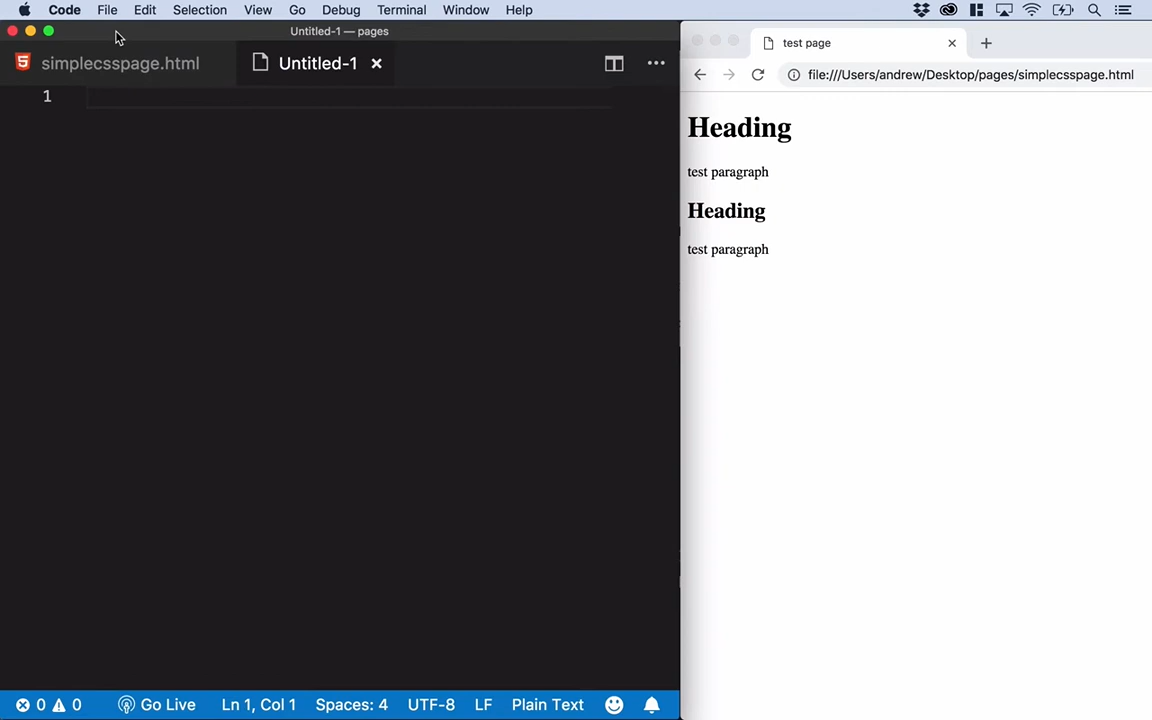 Code File Edit Selection View Go Debug Terminal Window Help
Untitled-1 — pages
simplecsspage.html Untitled-1
1
0 0 Go Live Ln 1, Col 1 Spaces: 4 UTF-8 LF Plain Text
test page
file:///Users/andrew/Desktop/pages/simplecsspage.html
Heading
test paragraph
Heading
test paragraph